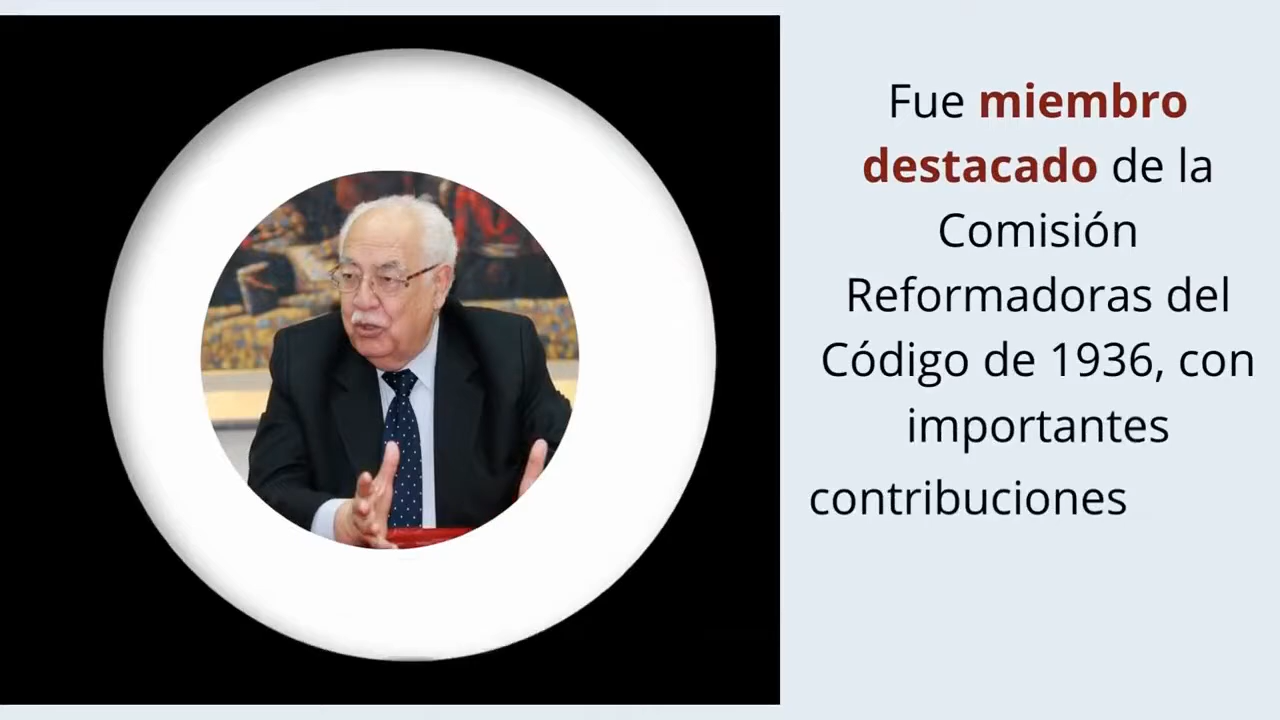 Fue miembro
destacado de la
Comisión
Reformadoras del
Código de 1936, con
importantes
contribuciones